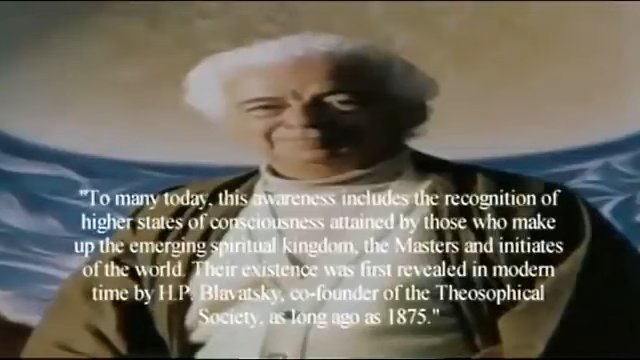 "To many today, this awareness includes the recognition of
higher states of consciousness attained by those who make
up the emerging spiritual kingdom, the Masters and initiates
of the world. Their existence was first revealed in modern
time by H.P. Blavatsky, co-founder of the Theosophical
Society, as long ago as 1875."